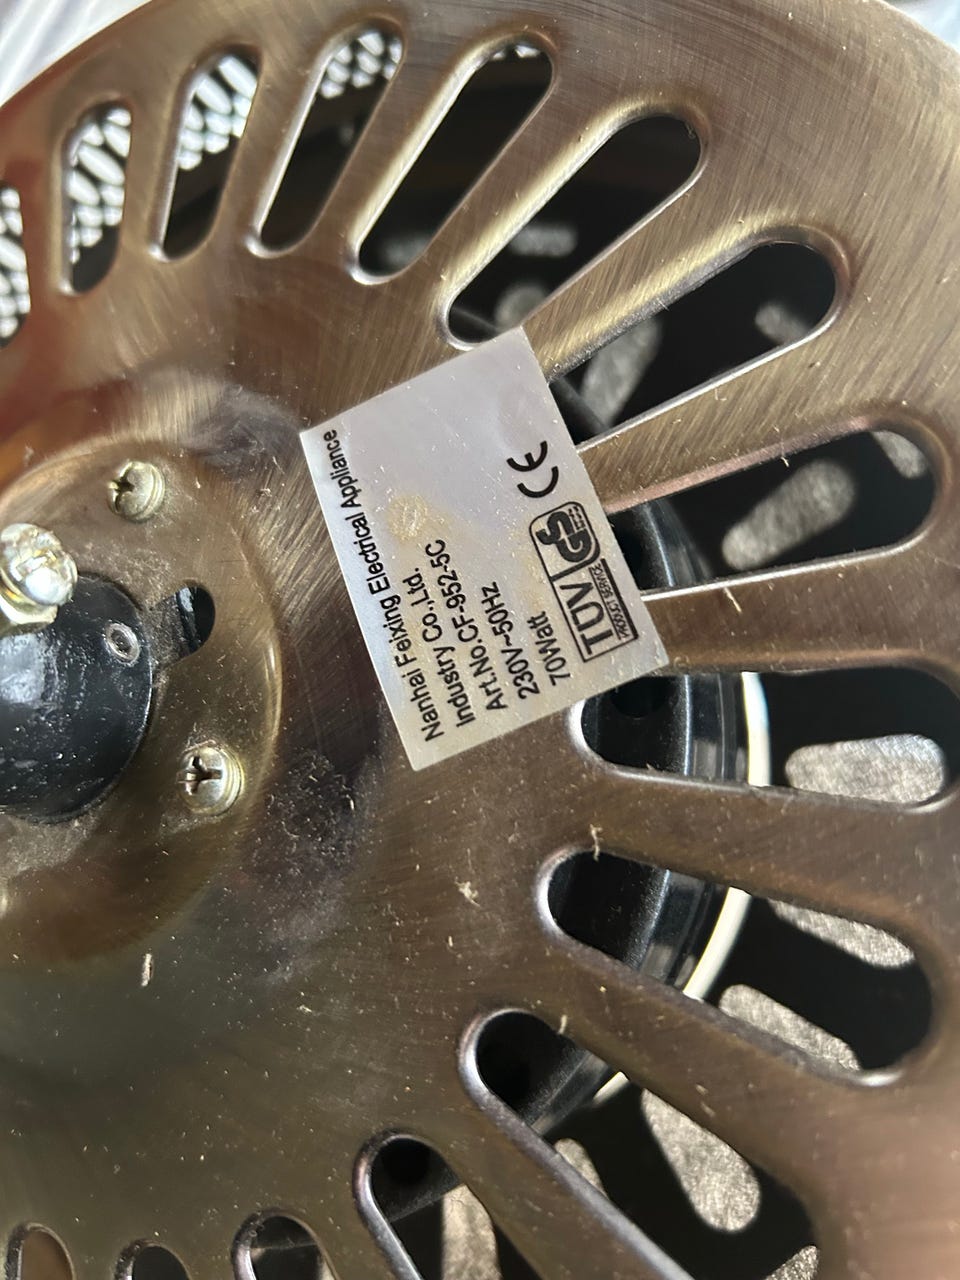 Nanhai Feixing Electrical Appliance
Industry Co.,Ltd.
Art.No.CF-952-5C
230V~50Hz
70Watt
CE
TÜV GS
PRODUCT SERVICE